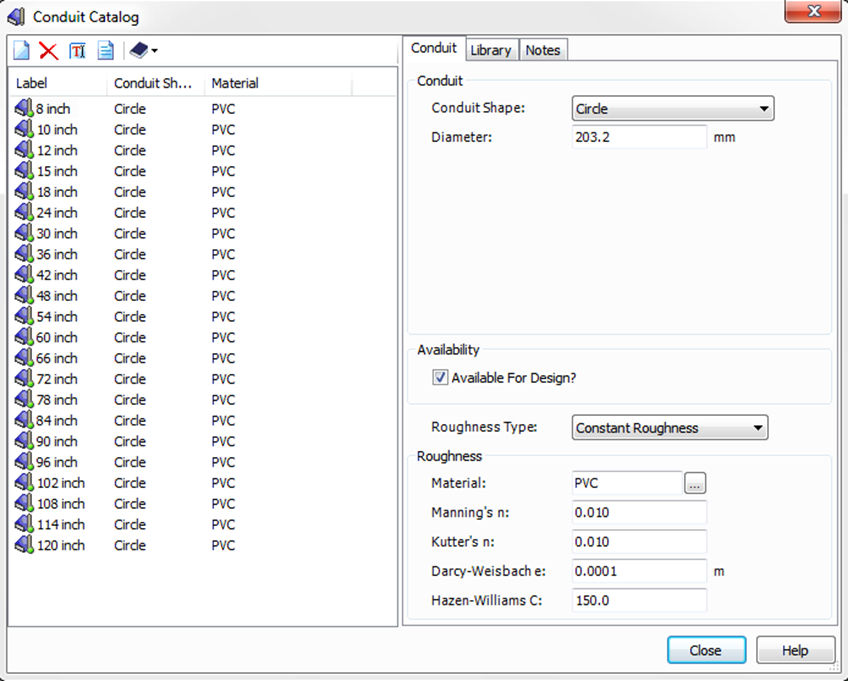 Conduit Catalog
Label Conduit Sh... Material
8 inch Circle PVC
10 inch Circle PVC
12 inch Circle PVC
15 inch Circle PVC
18 inch Circle PVC
24 inch Circle PVC
30 inch Circle PVC
36 inch Circle PVC
42 inch Circle PVC
48 inch Circle PVC
54 inch Circle PVC
60 inch Circle PVC
66 inch Circle PVC
72 inch Circle PVC
78 inch Circle PVC
84 inch Circle PVC
90 inch Circle PVC
96 inch Circle PVC
102 inch Circle PVC
108 inch Circle PVC
114 inch Circle PVC
120 inch Circle PVC
Conduit Library Notes
Conduit
Conduit Shape: Circle
Diameter: 203.2 mm
Availability
Available For Design?
Roughness Type: Constant Roughness
Roughness
Material: PVC ...
Manning's n: 0.010
Kutter's n: 0.010
Darcy-Weisbach e: 0.0001 m
Hazen-Williams C: 150.0
Close Help